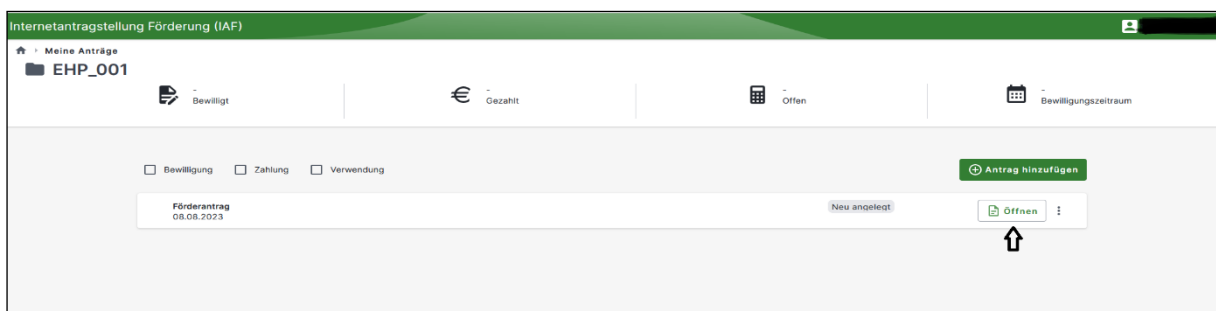 Internetantragstellung Förderung (IAF)
Meine Anträge
EHP_001
-
Bewilligt
-
Gezahlt
-
Offen
-
Bewilligungszeitraum
Bewilligung Zahlung Verwendung
Antrag hinzufügen
Förderantrag
08.08.2023
Neu angelegt
Öffnen